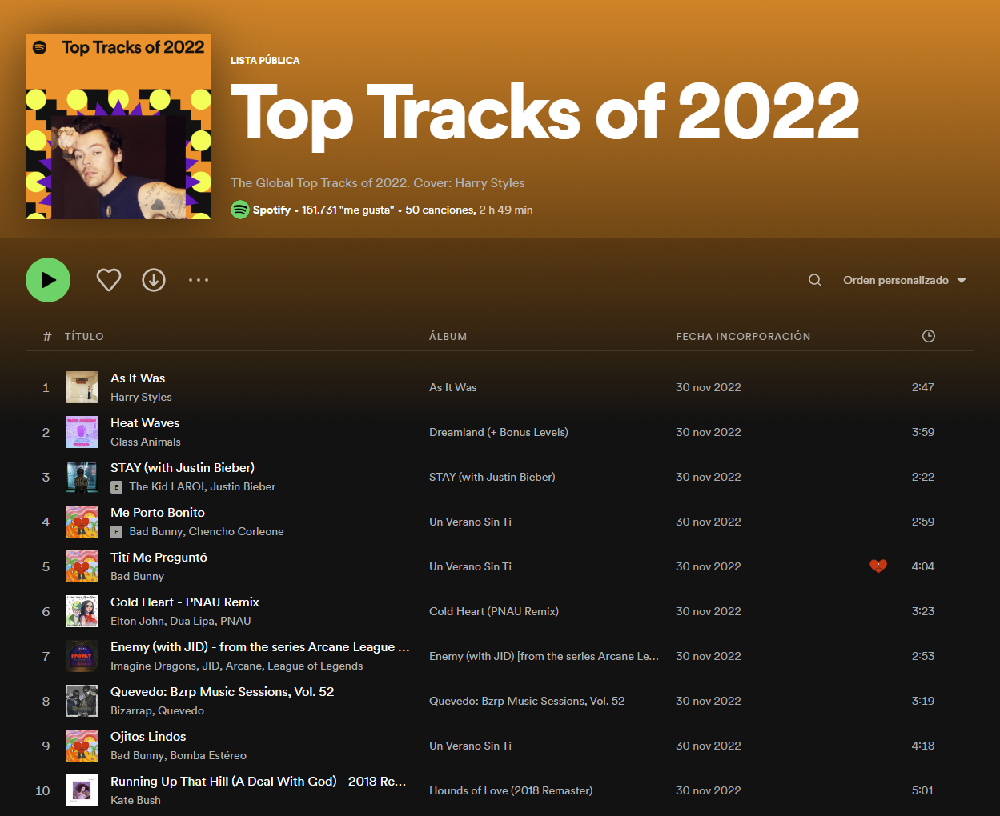 Top Tracks of 2022
LISTA PÚBLICA
Top Tracks of 2022
The Global Top Tracks of 2022. Cover: Harry Styles
Spotify • 161.731 "me gusta" • 50 canciones, 2 h 49 min
Orden personalizado
# TÍTULO ÁLBUM FECHA INCORPORACIÓN
1 As It Was As It Was 30 nov 2022 2:47
Harry Styles
2 Heat Waves Dreamland (+ Bonus Levels) 30 nov 2022 3:59
Glass Animals
3 STAY (with Justin Bieber) STAY (with Justin Bieber) 30 nov 2022 2:22
E The Kid LAROI, Justin Bieber
4 Me Porto Bonito Un Verano Sin Ti 30 nov 2022 2:59
E Bad Bunny, Chencho Corleone
5 Tití Me Preguntó Un Verano Sin Ti 30 nov 2022 4:04
Bad Bunny
6 Cold Heart - PNAU Remix Cold Heart (PNAU Remix) 30 nov 2022 3:23
Elton John, Dua Lipa, PNAU
7 Enemy (with JID) - from the series Arcane League ... Enemy (with JID) [from the series Arcane Le... 30 nov 2022 2:53
Imagine Dragons, JID, Arcane, League of Legends
ENEMY
8 Quevedo: Bzrp Music Sessions, Vol. 52 Quevedo: Bzrp Music Sessions, Vol. 52 30 nov 2022 3:19
Bizarrap, Quevedo
9 Ojitos Lindos Un Verano Sin Ti 30 nov 2022 4:18
Bad Bunny, Bomba Estéreo
10 Running Up That Hill (A Deal With God) - 2018 Re... Hounds of Love (2018 Remaster) 30 nov 2022 5:01
Kate Bush